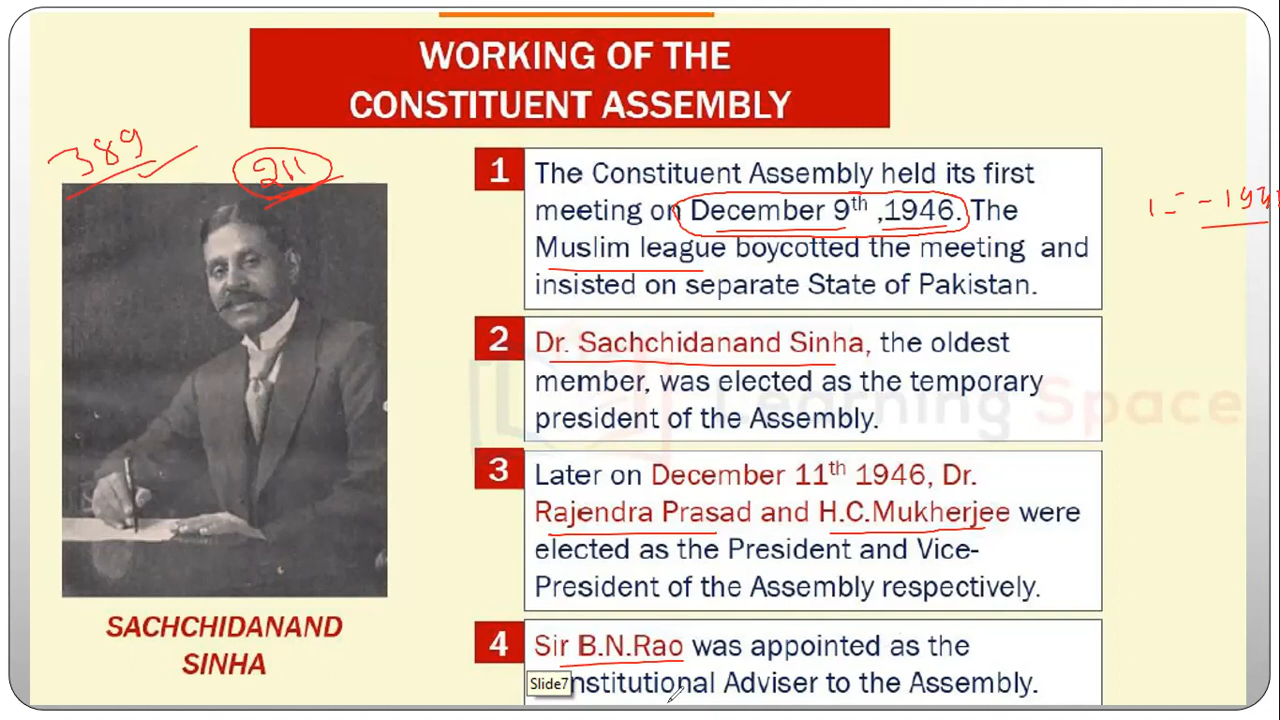 WORKING OF THE
CONSTITUENT ASSEMBLY
389
211
1
The Constituent Assembly held its first
meeting on December 9th ,1946. The
Muslim league boycotted the meeting and
insisted on separate State of Pakistan.
2
Dr. Sachchidanand Sinha, the oldest
member, was elected as the temporary
president of the Assembly.
Learning Space
3
Later on December 11th 1946, Dr.
Rajendra Prasad and H.C.Mukherjee were
elected as the President and Vice-
President of the Assembly respectively.
SACHCHIDANAND
SINHA
4
Sir B.N.Rao was appointed as the
nstitutional Adviser to the Assembly.
Slide7